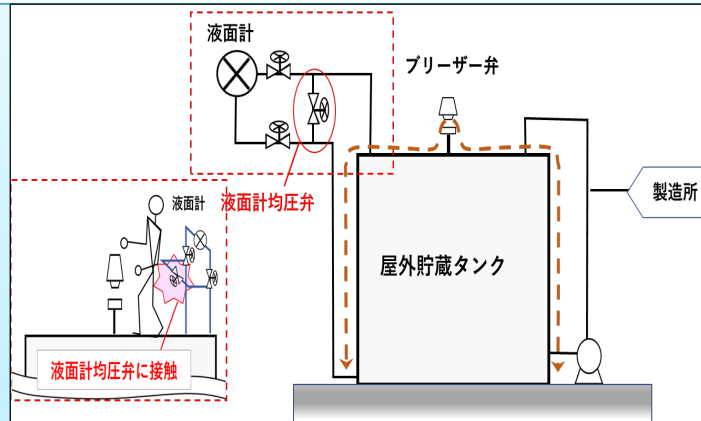 液面計
ブリーザー弁
液面計均圧弁
製造所
屋外貯蔵タンク
液面計
液面計均圧弁に接触